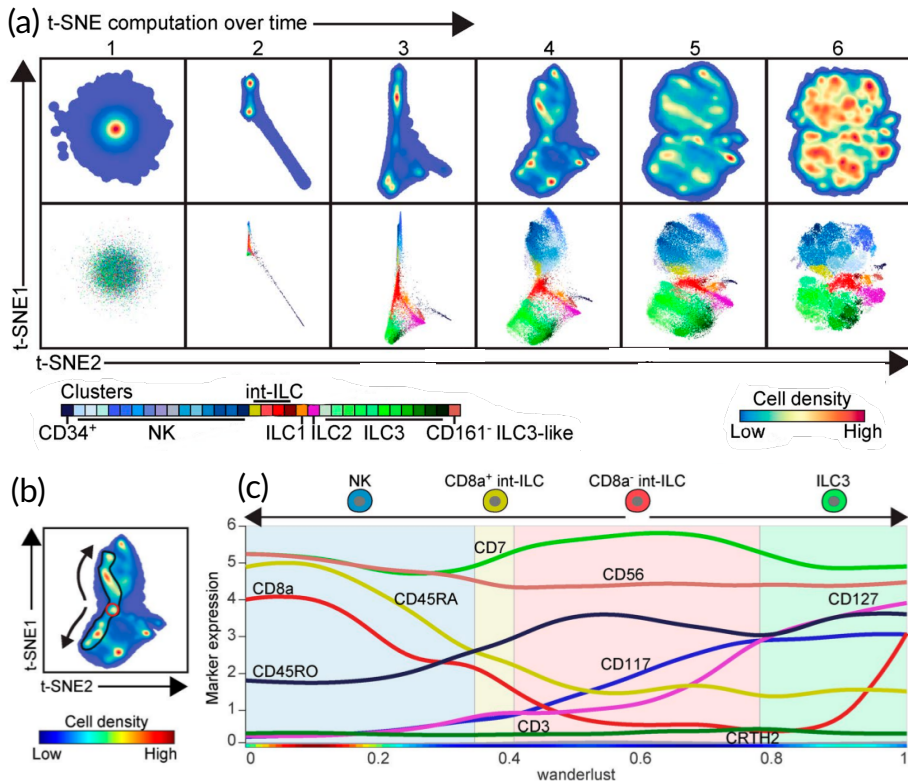 (a) t-SNE computation over time
1 2 3 4 5 6
t-SNE1
t-SNE2
Clusters int-ILC
CD34+ NK ILC1 ILC2 ILC3 CD161- ILC3-like
Cell density
Low High
(b)
t-SNE1
t-SNE2
Cell density
Low High
(c)
NK CD8a+ int-ILC CD8a- int-ILC ILC3
Marker expression
6
5
4
3
2
1
0
CD7
CD56
CD8a
CD45RA
CD127
CD45RO
CD117
CD3
CRTH2
0 0.2 0.4 0.6 0.8 1
wanderlust